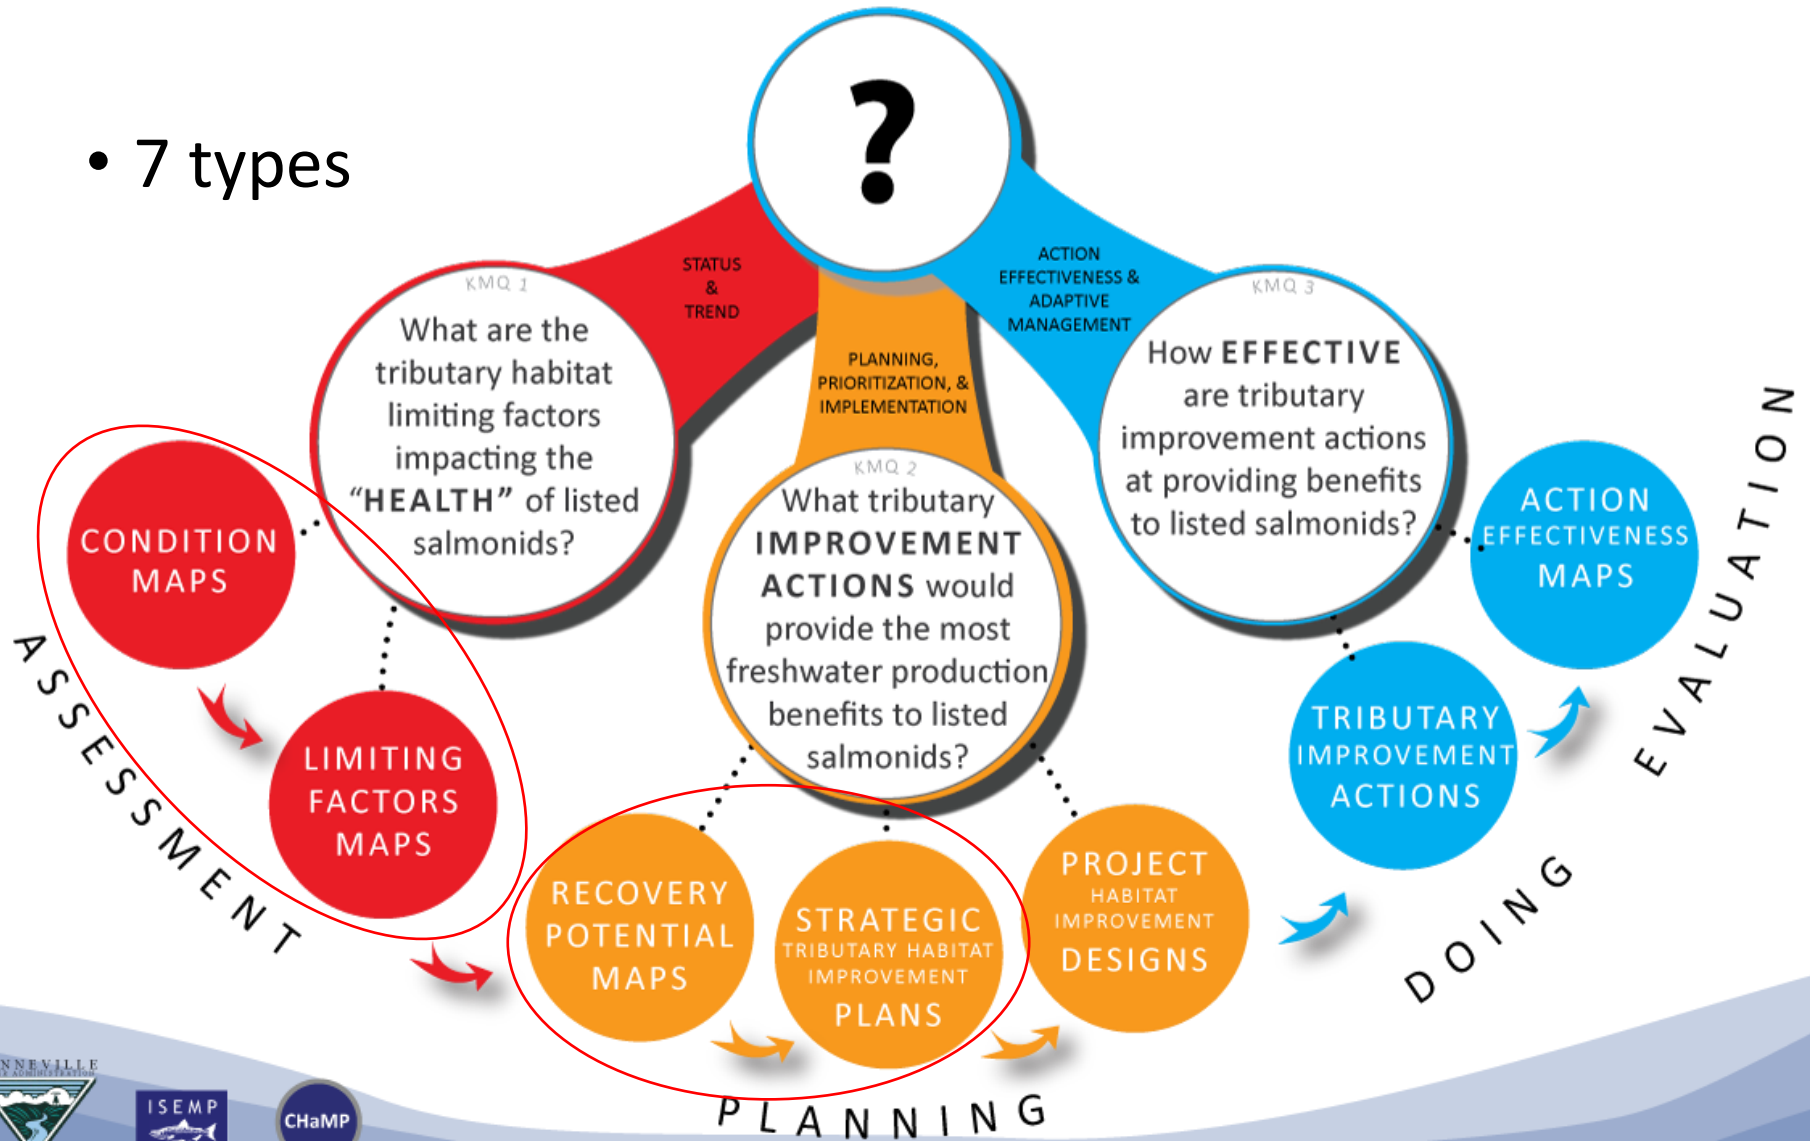 • 7 types
?
STATUS
&
TREND
PLANNING,
PRIORITIZATION, &
IMPLEMENTATION
ACTION
EFFECTIVENESS &
ADAPTIVE
MANAGEMENT
KMQ 1
What are the
tributary habitat
limiting factors
impacting the
“HEALTH” of listed
salmonids?
KMQ 2
What tributary
IMPROVEMENT
ACTIONS would
provide the most
freshwater production
benefits to listed
salmonids?
KMQ 3
How EFFECTIVE
are tributary
improvement actions
at providing benefits
to listed salmonids?
CONDITION
MAPS
LIMITING
FACTORS
MAPS
RECOVERY
POTENTIAL
MAPS
STRATEGIC
TRIBUTARY HABITAT
IMPROVEMENT
PLANS
PROJECT
HABITAT
IMPROVEMENT
DESIGNS
TRIBUTARY
IMPROVEMENT
ACTIONS
ACTION
EFFECTIVENESS
MAPS
ASSESSMENT
PLANNING
DOING
EVALUATION
NNEVILLE
ADMINISTRATION
ISEMP
CHaMP